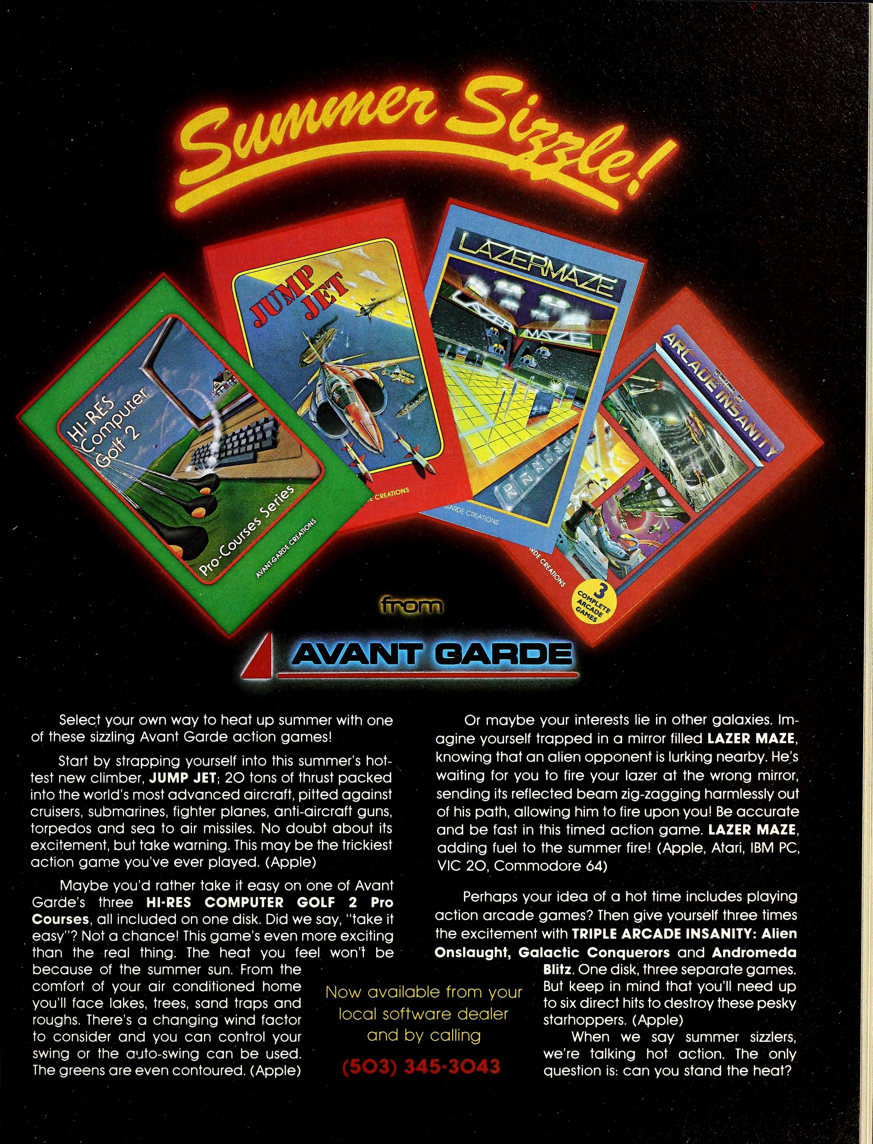 Summer Sizzle!
HI-RES
Computer
Golf 2
Pro-Courses Series
AVANT-GARDE CREATIONS
JUMP
JET
DE CREATIONS
LAZERMAZE
LAZER MAZE
GARDE CREATIONS
ARCADE INSANITY
DE CREATIONS
3
COMPLETE
ARCADE
GAMES
from
AVANT GARDE
Select your own way to heat up summer with one
of these sizzling Avant Garde action games!
Start by strapping yourself into this summer's hot-
test new climber, JUMP JET; 20 tons of thrust packed
into the world's most advanced aircraft, pitted against
cruisers, submarines, fighter planes, anti-aircraft guns,
torpedos and sea to air missiles. No doubt about its
excitement, but take warning. This may be the trickiest
action game you've ever played. (Apple)
Maybe you'd rather take it easy on one of Avant
Garde's three HI-RES COMPUTER GOLF 2 Pro
Courses, all included on one disk. Did we say, "take it
easy"? Not a chance! This game's even more exciting
than the real thing. The heat you feel won't be
because of the summer sun. From the
comfort of your air conditioned home
you'll face lakes, trees, sand traps and
roughs. There's a changing wind factor
to consider and you can control your
swing or the auto-swing can be used.
The greens are even contoured. (Apple)
Now available from your
local software dealer
and by calling
(503) 345-3043
Or maybe your interests lie in other galaxies. Im-
agine yourself trapped in a mirror filled LAZER MAZE,
knowing that an alien opponent is lurking nearby. He's
waiting for you to fire your lazer at the wrong mirror,
sending its reflected beam zig-zagging harmlessly out
of his path, allowing him to fire upon you! Be accurate
and be fast in this timed action game. LAZER MAZE,
adding fuel to the summer fire! (Apple, Atari, IBM PC,
VIC 20, Commodore 64)
Perhaps your idea of a hot time includes playing
action arcade games? Then give yourself three times
the excitement with TRIPLE ARCADE INSANITY: Alien
Onslaught, Galactic Conquerors and Andromeda
Blitz. One disk, three separate games.
But keep in mind that you'll need up
to six direct hits to destroy these pesky
starhoppers. (Apple)
When we say summer sizzlers,
we're talking hot action. The only
question is: can you stand the heat?